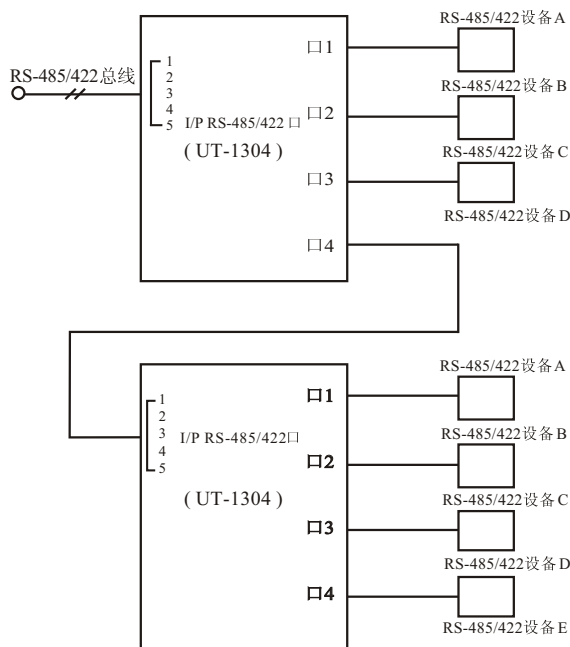 RS-485/422设备A
口1
RS-485/422总线
1
2
3
4
5
I/P RS-485/422 口
( UT-1304 )
RS-485/422设备B
口2
RS-485/422设备C
口3
RS-485/422设备D
口4
RS-485/422设备A
口1
1
2
3
4
5
I/P RS-485/422口
( UT-1304 )
RS-485/422设备B
口2
RS-485/422设备C
口3
RS-485/422设备D
口4
RS-485/422设备E